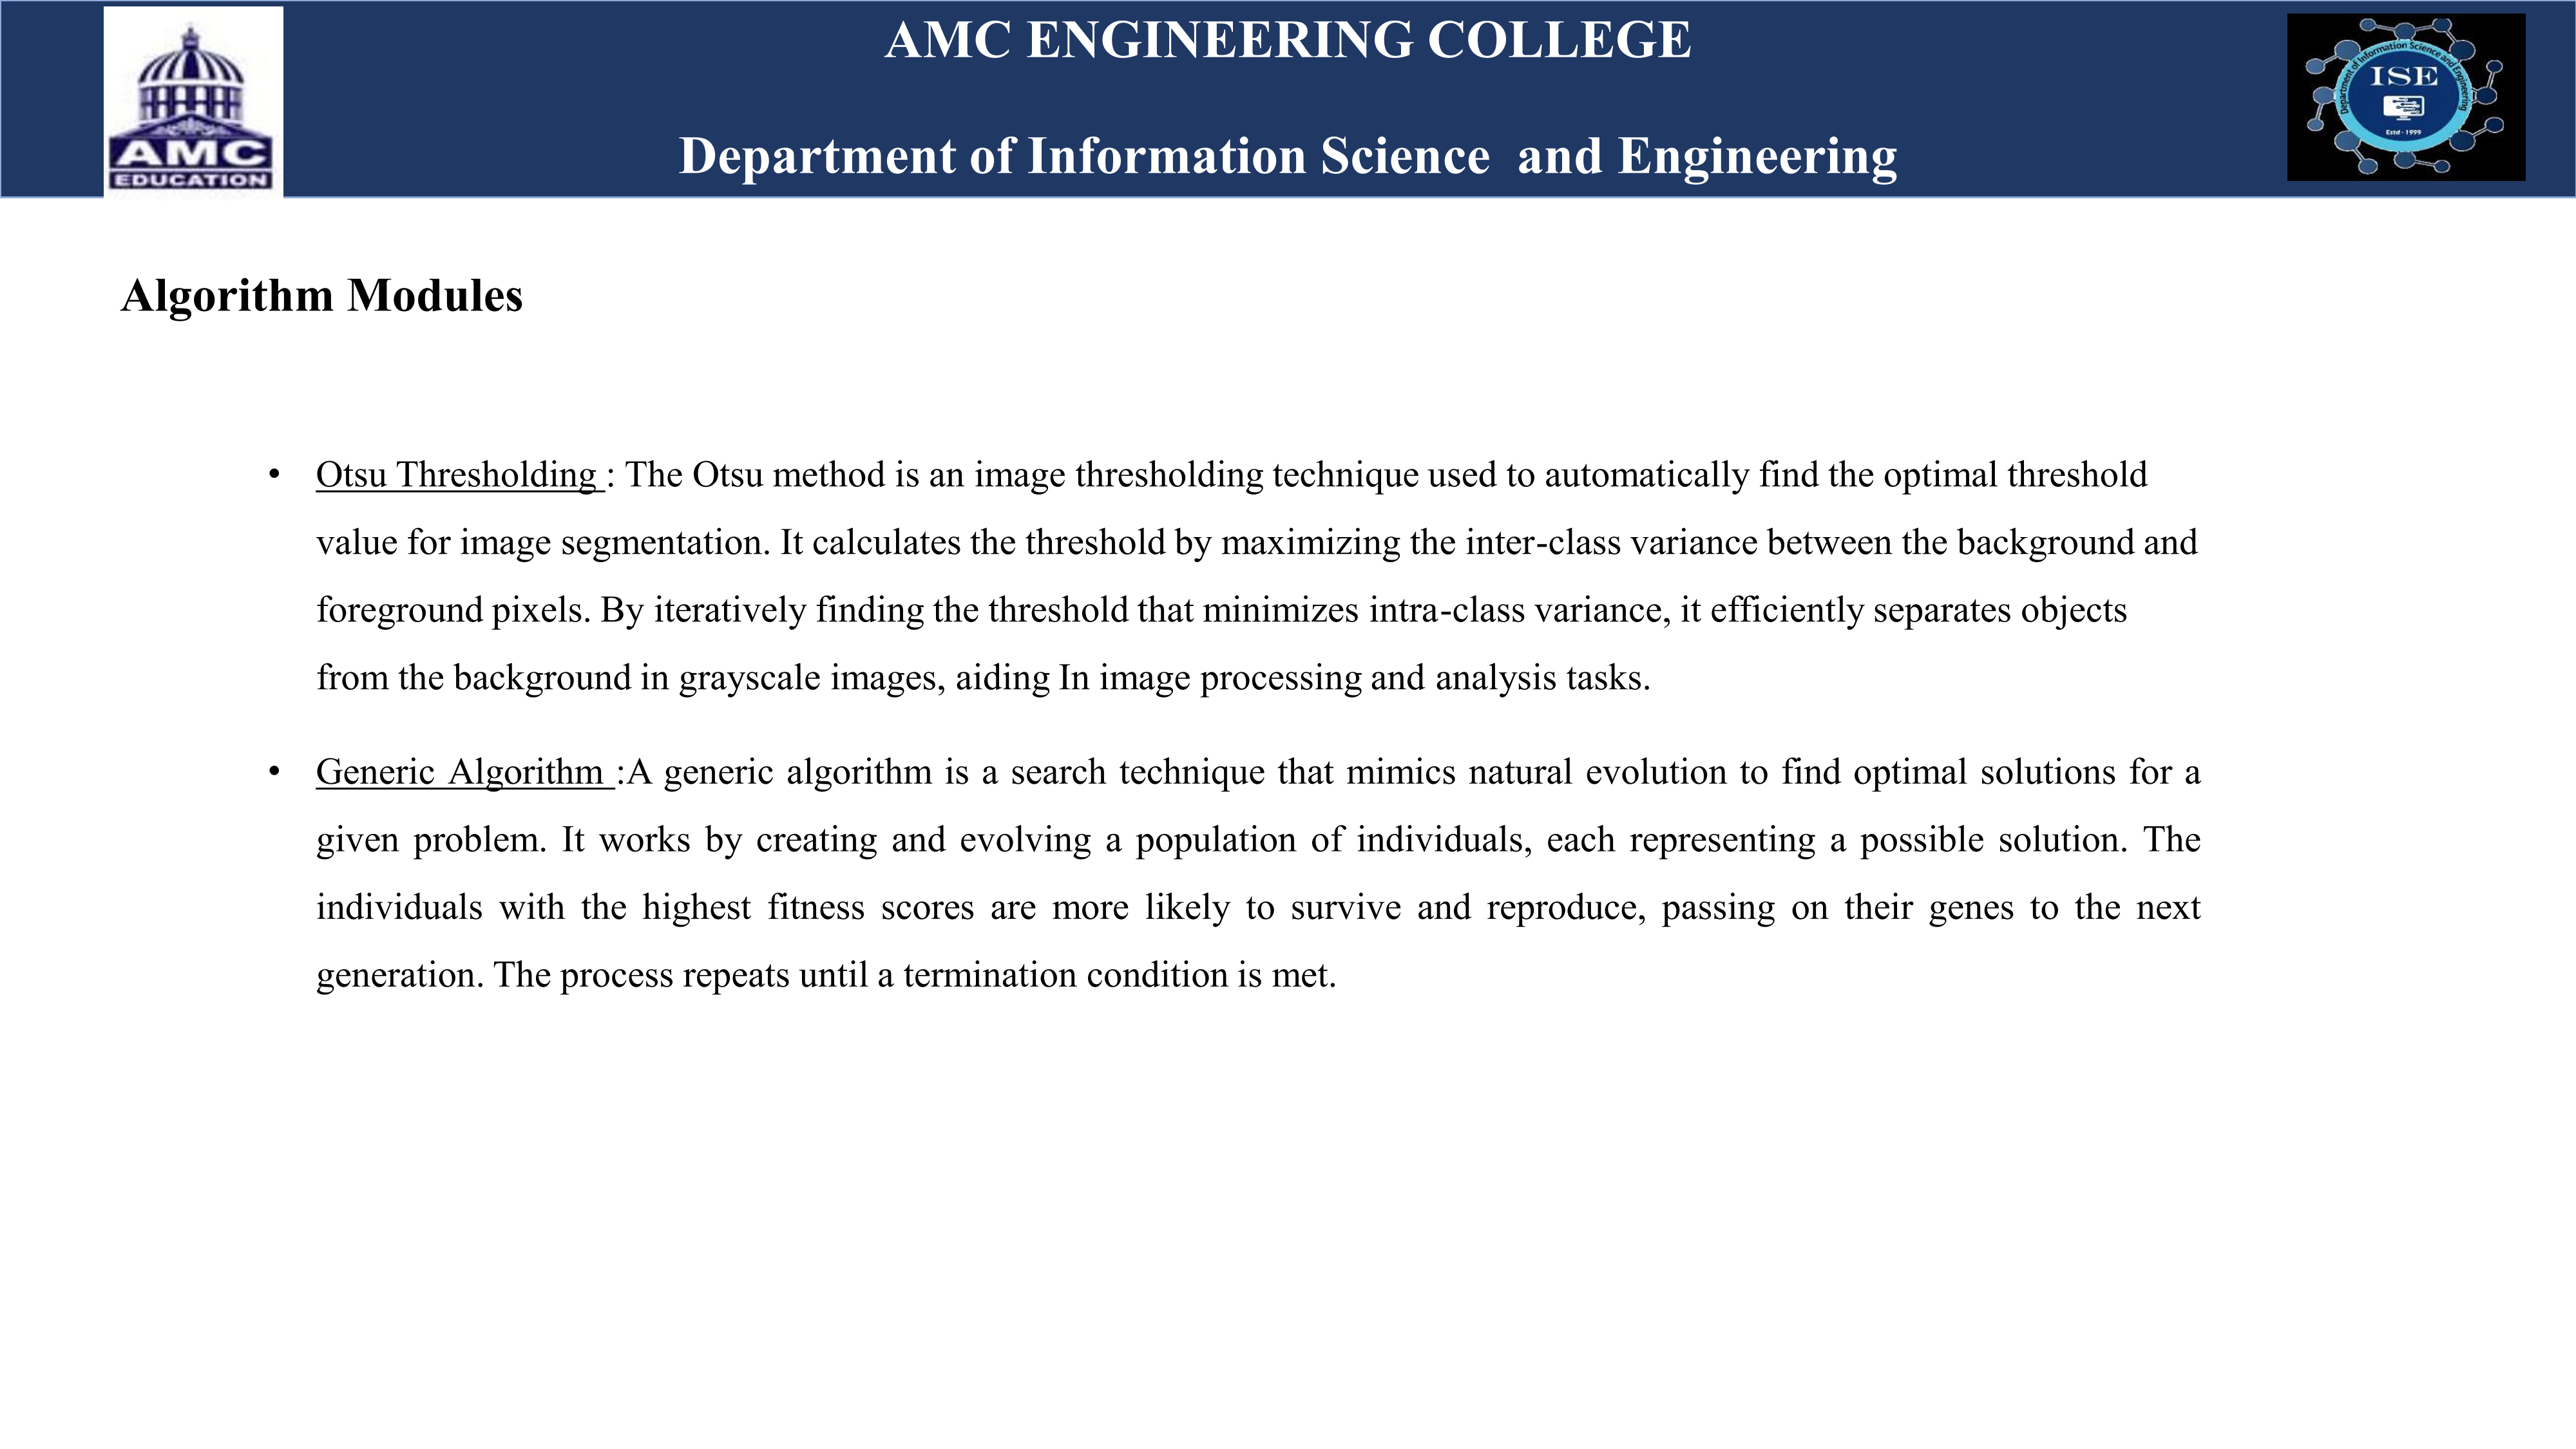 AMC ENGINEERING COLLEGE
Department of Information Science and Engineering
AMC
EDUCATION
Department of Information Science and Engineering
ISE
Estd - 1999
Algorithm Modules
• Otsu Thresholding : The Otsu method is an image thresholding technique used to automatically find the optimal threshold
value for image segmentation. It calculates the threshold by maximizing the inter-class variance between the background and
foreground pixels. By iteratively finding the threshold that minimizes intra-class variance, it efficiently separates objects
from the background in grayscale images, aiding In image processing and analysis tasks.
• Generic Algorithm :A generic algorithm is a search technique that mimics natural evolution to find optimal solutions for a
given problem. It works by creating and evolving a population of individuals, each representing a possible solution. The
individuals with the highest fitness scores are more likely to survive and reproduce, passing on their genes to the next
generation. The process repeats until a termination condition is met.